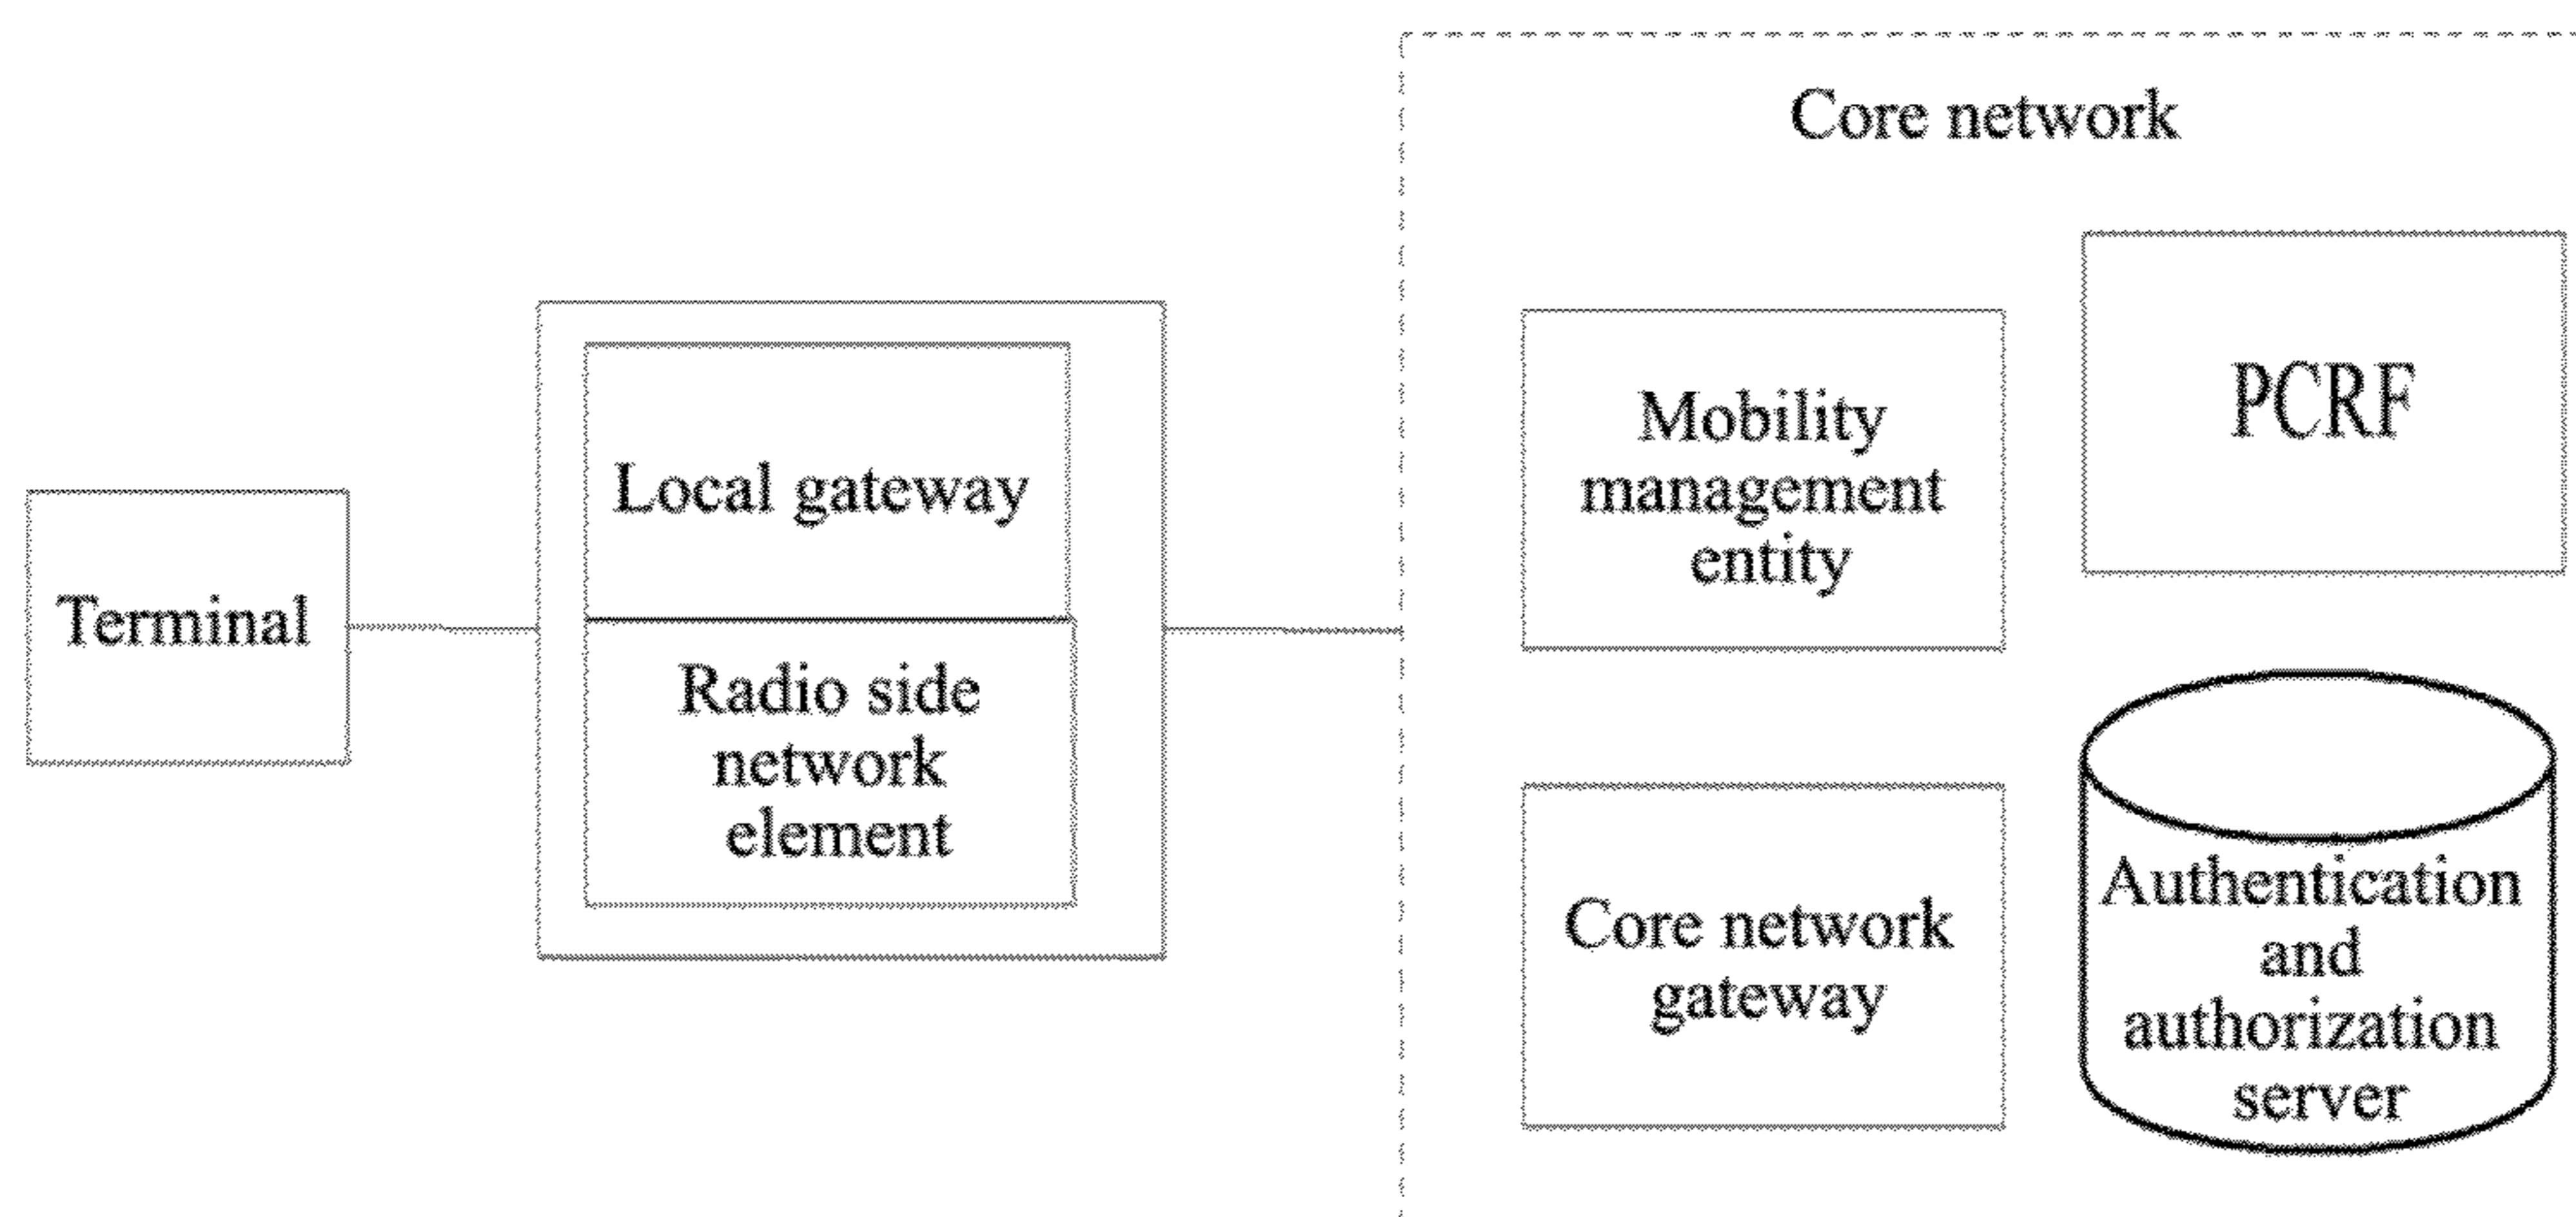 Core network
Terminal
Local gateway
Radio side
network
element
Mobility
management
entity
PCRF
Core network
gateway
Authentication
and
authorization
server